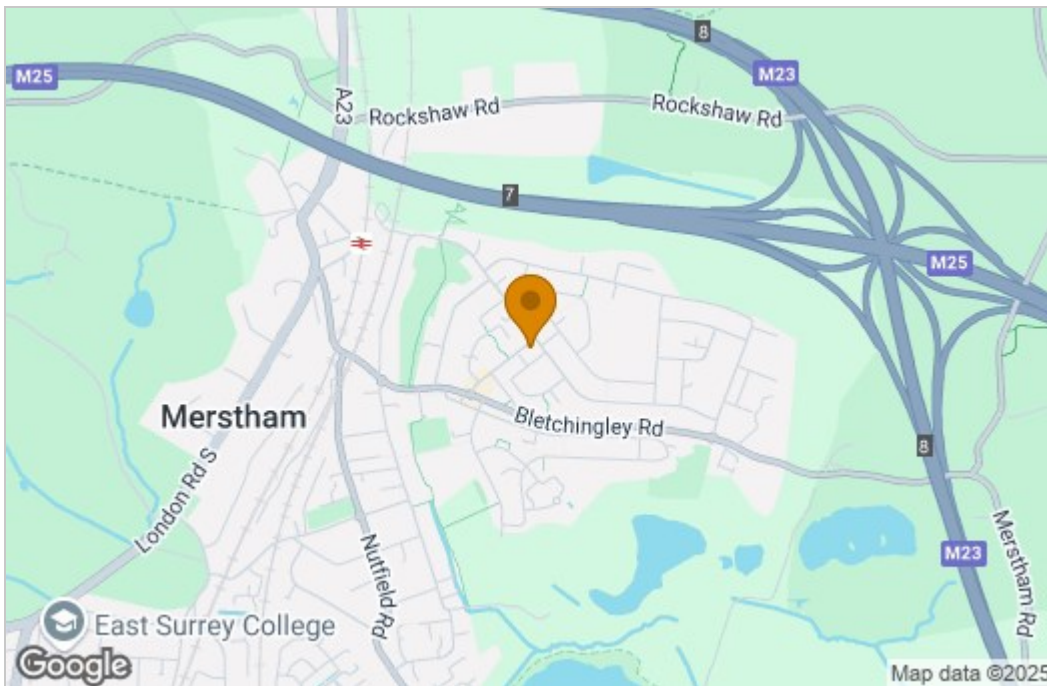 8
M25
M23
A23
Rockshaw Rd
Rockshaw Rd
7
M25
Merstham
Bletchingley Rd
London Rd S
8
Nutfield Rd
M23
Merstham Rd
East Surrey College
Google
Map data ©2025